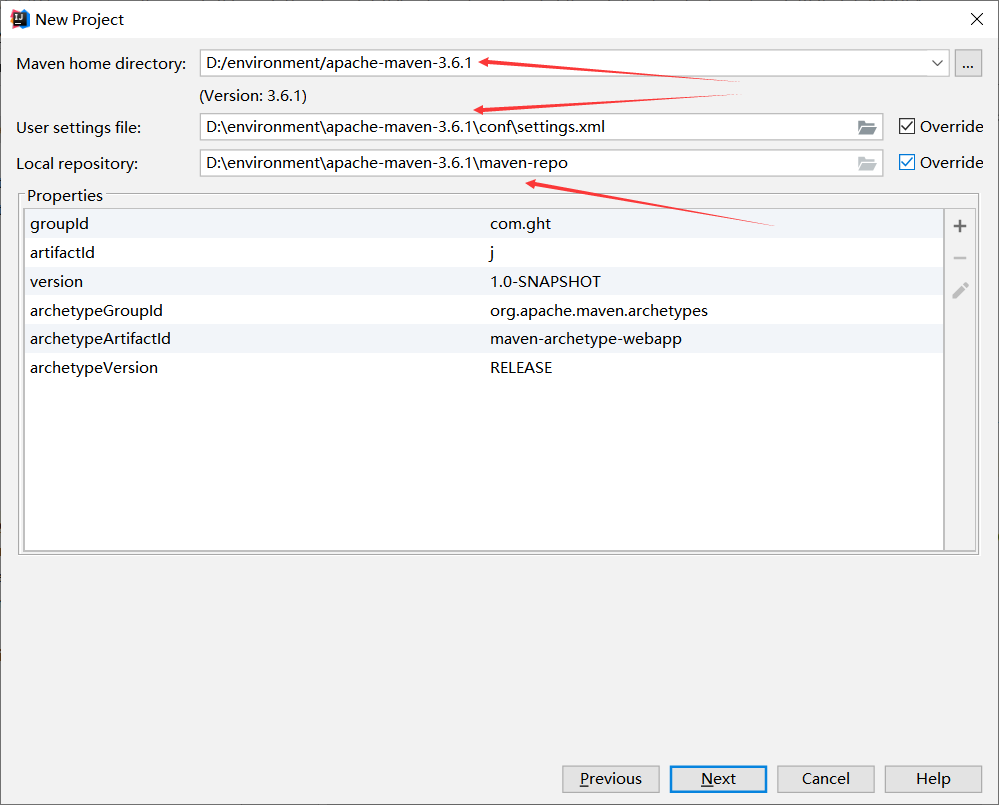 New Project
Maven home directory: D:/environment/apache-maven-3.6.1 ...
(Version: 3.6.1)
User settings file: D:\environment\apache-maven-3.6.1\conf\settings.xml Override
Local repository: D:\environment\apache-maven-3.6.1\maven-repo Override
Properties
groupId com.ght
artifactId j
version 1.0-SNAPSHOT
archetypeGroupId org.apache.maven.archetypes
archetypeArtifactId maven-archetype-webapp
archetypeVersion RELEASE
Previous Next Cancel Help